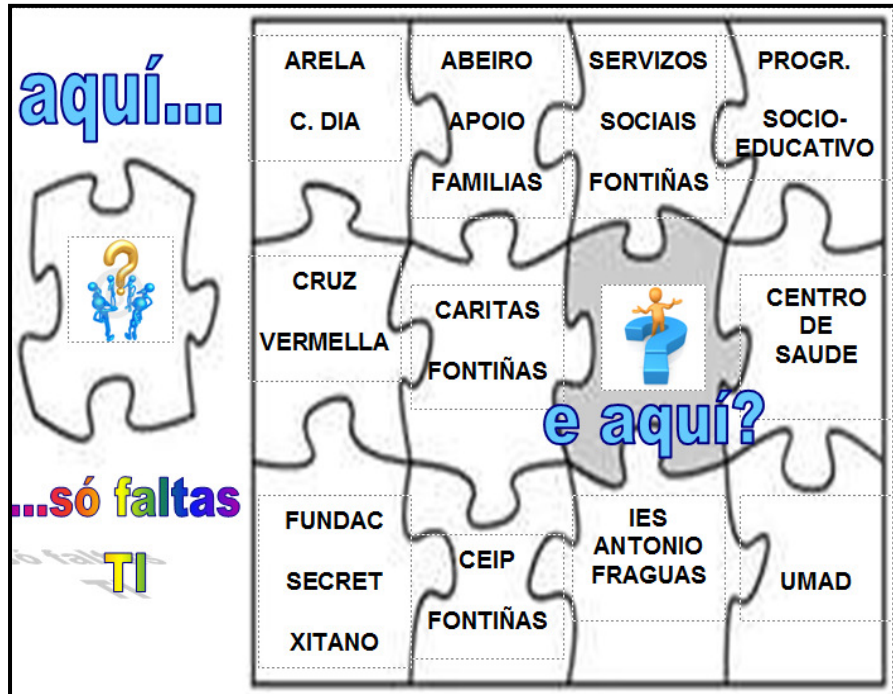 aquí...
...só faltas
TI
ARELA
C. DIA
ABEIRO
APOIO
FAMILIAS
SERVIZOS
SOCIAIS
FONTIÑAS
PROGR.
SOCIO-
EDUCATIVO
CRUZ
VERMELLA
CARITAS
FONTIÑAS
e aquí?
CENTRO
DE
SAUDE
FUNDAC
SECRET
XITANO
CEIP
FONTIÑAS
IES
ANTONIO
FRAGUAS
UMAD